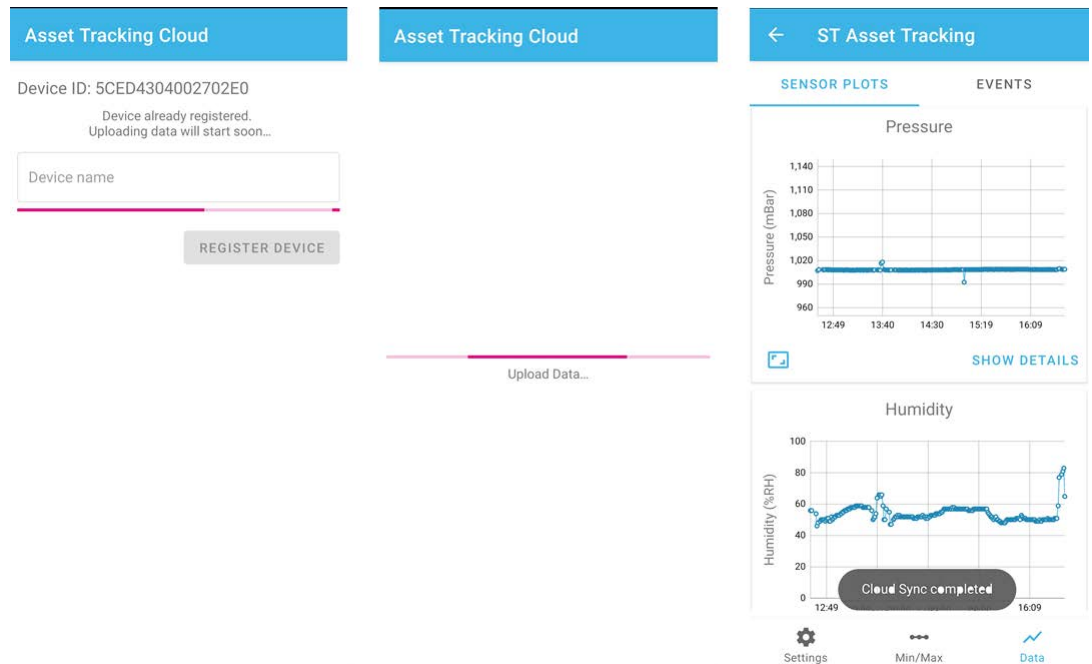 Asset Tracking Cloud
Device ID: 5CED4304002702E0
Device already registered.
Uploading data will start soon...
Device name
REGISTER DEVICE
Asset Tracking Cloud
Upload Data...
ST Asset Tracking
SENSOR PLOTS EVENTS
Pressure
Pressure (mBar)
1,140
1,110
1,080
1,050
1,020
990
960
12:49 13:40 14:30 15:19 16:09
SHOW DETAILS
Humidity
Humidity (%RH)
100
80
60
40
20
0
12:49 16:09
Cloud Sync completed
Settings Min/Max Data